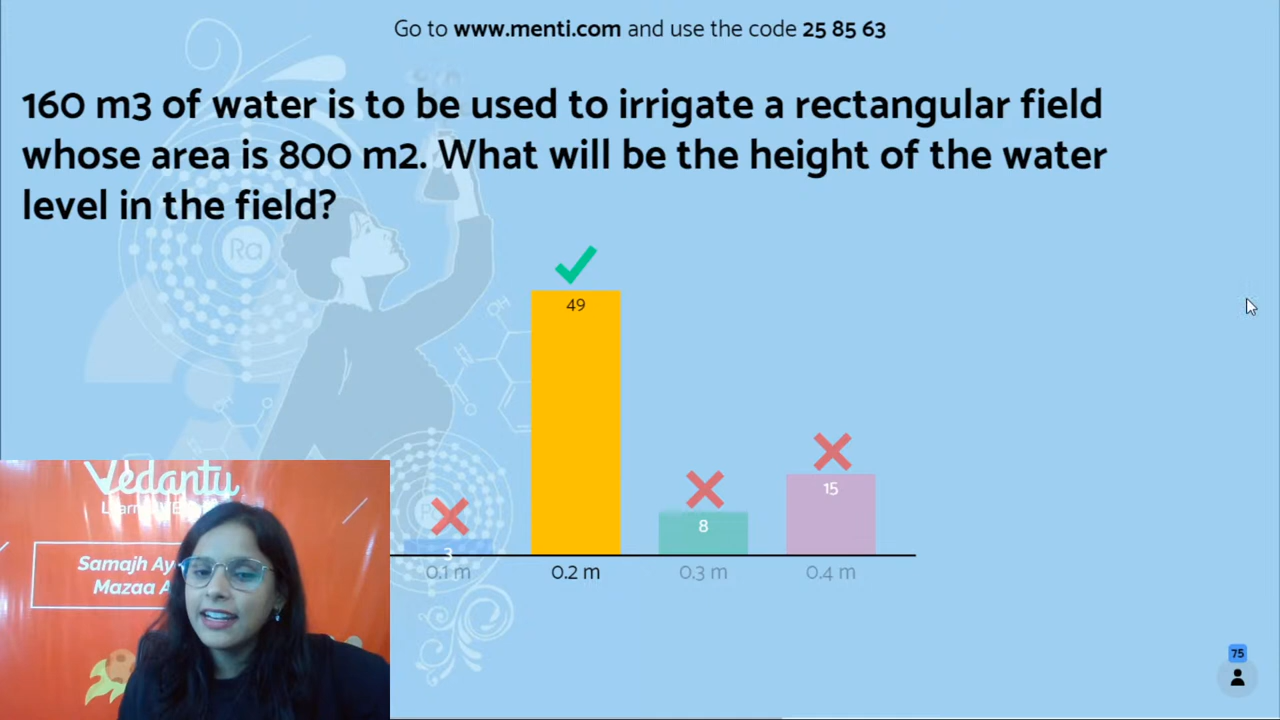 Go to www.menti.com and use the code 25 85 63
160 m3 of water is to be used to irrigate a rectangular field
whose area is 800 m2. What will be the height of the water
level in the field?
Ra
OH
O
O
49
15
8
3
0.1 m
0.2 m
0.3 m
0.4 m
Vedantu
Samajh Ay
Mazaa A
75